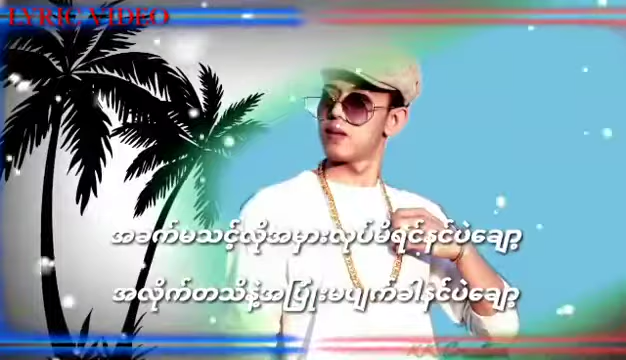 LYRIC VIDEO
အခက်မသင့်လို့အမှားလုပ်မိရင်နင်ပဲချော့
အလိုက်တသိနဲ့အပြုံးမပျက်ခါနင်ပဲချော့